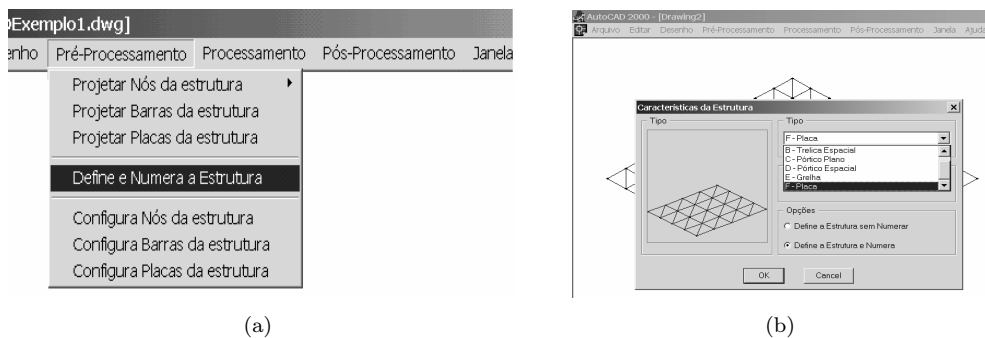 Exemplo1.dwg]
enho Pré-Processamento Processamento Pós-Processamento Janela
Projetar Nós da estrutura
Projetar Barras da estrutura
Projetar Placas da estrutura
Define e Numera a Estrutura
Configura Nós da estrutura
Configura Barras da estrutura
Configura Placas da estrutura
(a)
AutoCAD 2000 - [Drawing2]
Arquivo Editar Desenho Pré-Processamento Processamento Pós-Processamento Janela Ajuda
Características da Estrutura
Tipo
Tipo
F - Placa
B - Trelica Espacial
C - Pórtico Plano
D - Pórtico Espacial
E - Grelha
F - Placa
Opções
Define a Estrutura sem Numerar
Define a Estrutura e Numera
OK Cancel
(b)